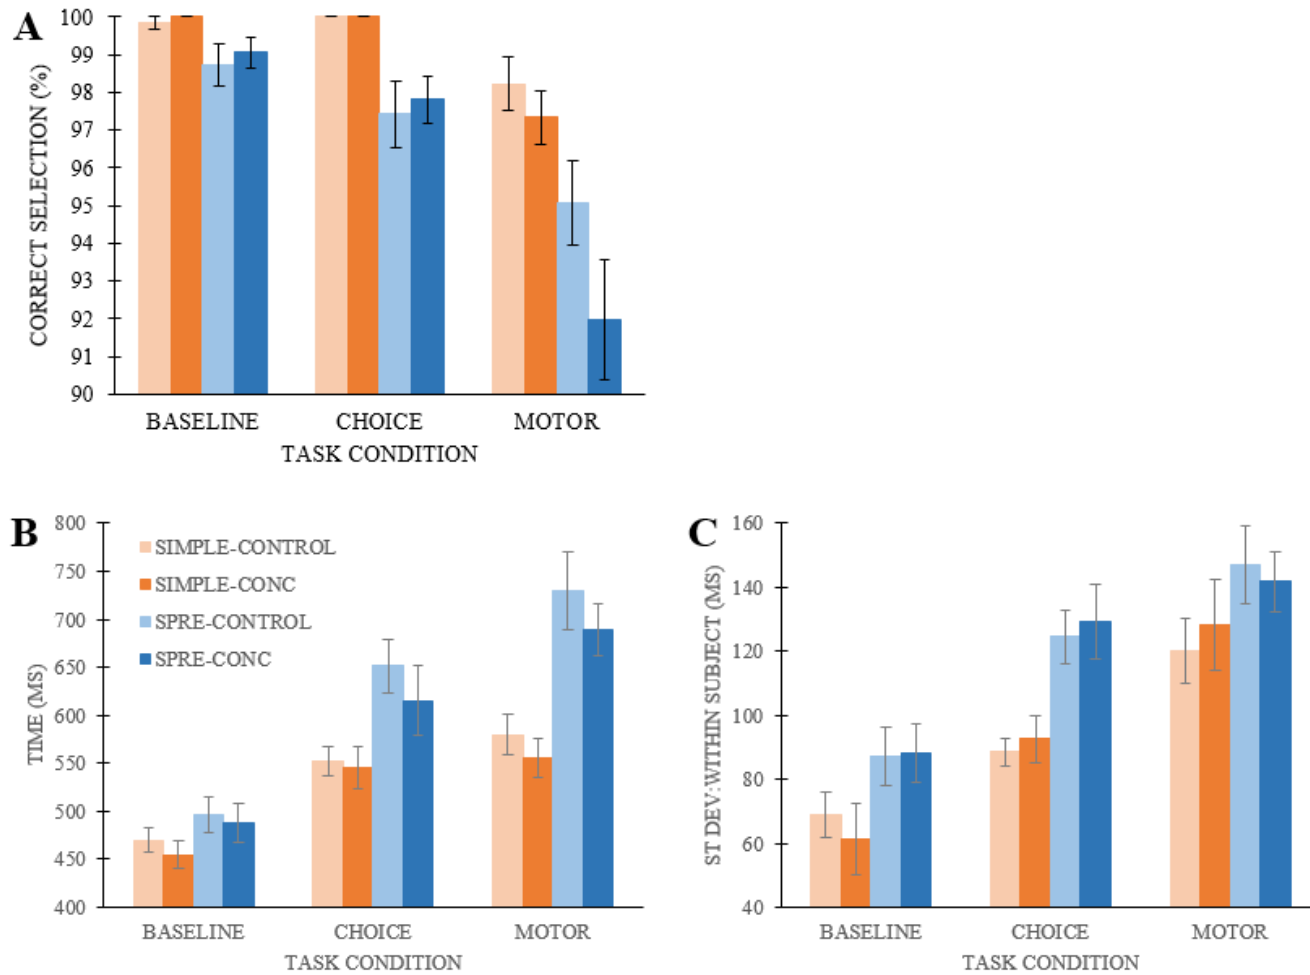 A
CORRECT SELECTION (%)
100
99
98
97
96
95
94
93
92
91
90
BASELINE CHOICE MOTOR
TASK CONDITION
B
TIME (MS)
800
750
700
650
600
550
500
450
400
SIMPLE-CONTROL
SIMPLE-CONC
SPRE-CONTROL
SPRE-CONC
BASELINE CHOICE MOTOR
TASK CONDITION
C
ST DEV:WITHIN SUBJECT (MS)
160
140
120
100
80
60
40
BASELINE CHOICE MOTOR
TASK CONDITION